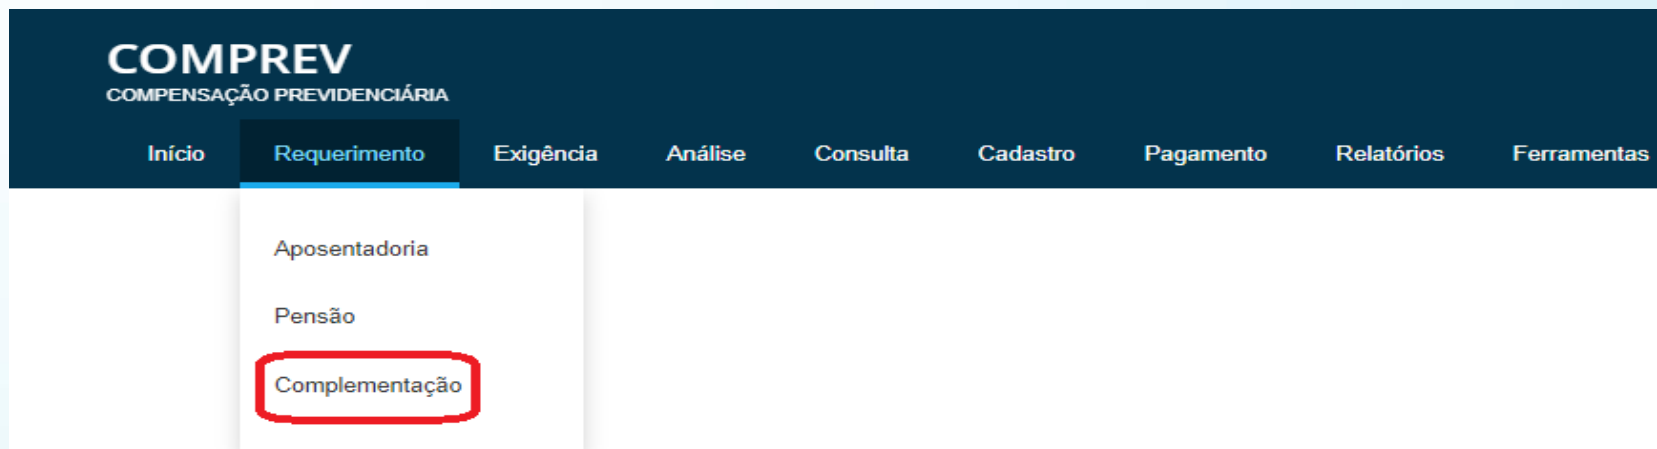 COMPREV
COMPENSAÇÃO PREVIDENCIÁRIA
Início Requerimento Exigência Análise Consulta Cadastro Pagamento Relatórios Ferramentas
Aposentadoria
Pensão
Complementação